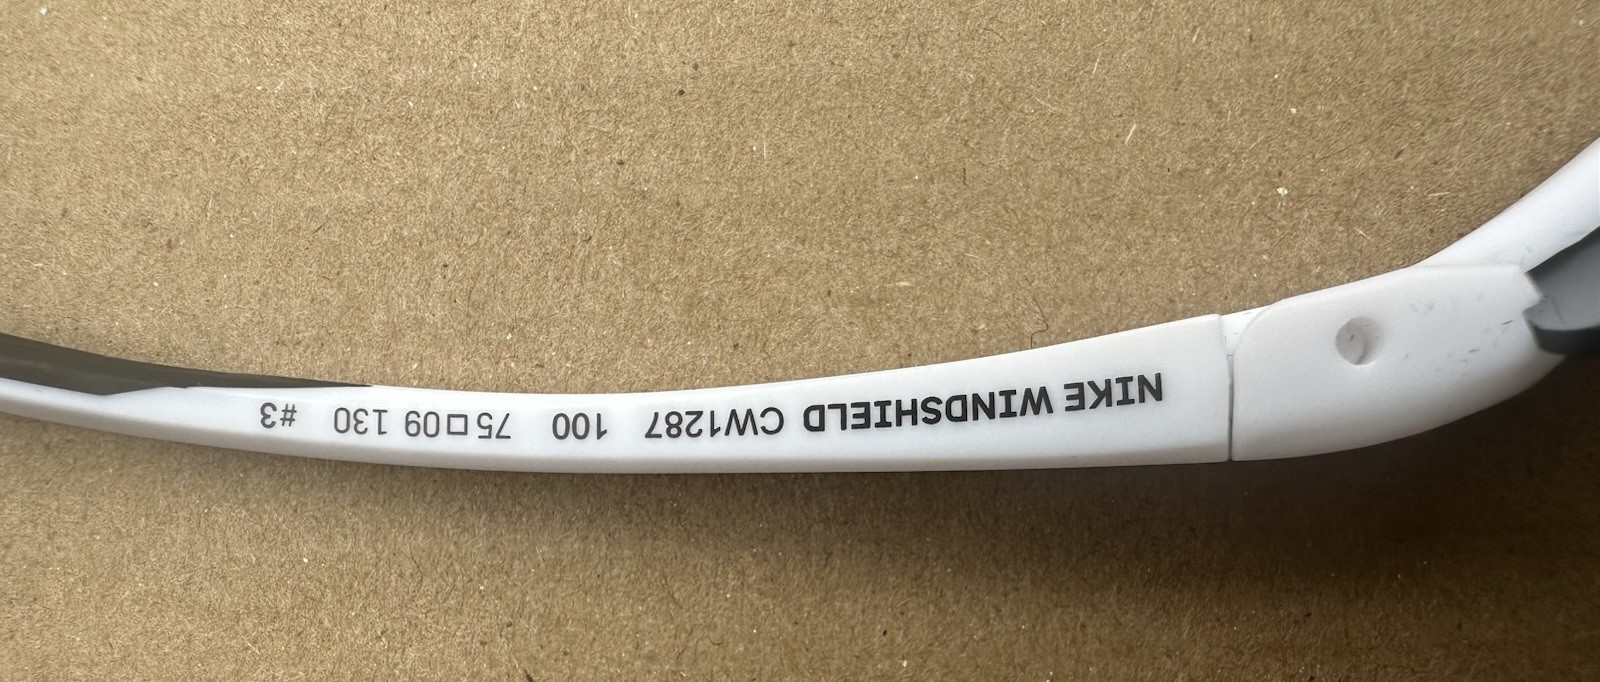 NIKE WINDSHIELD CW1287 100 75□09 130 #3